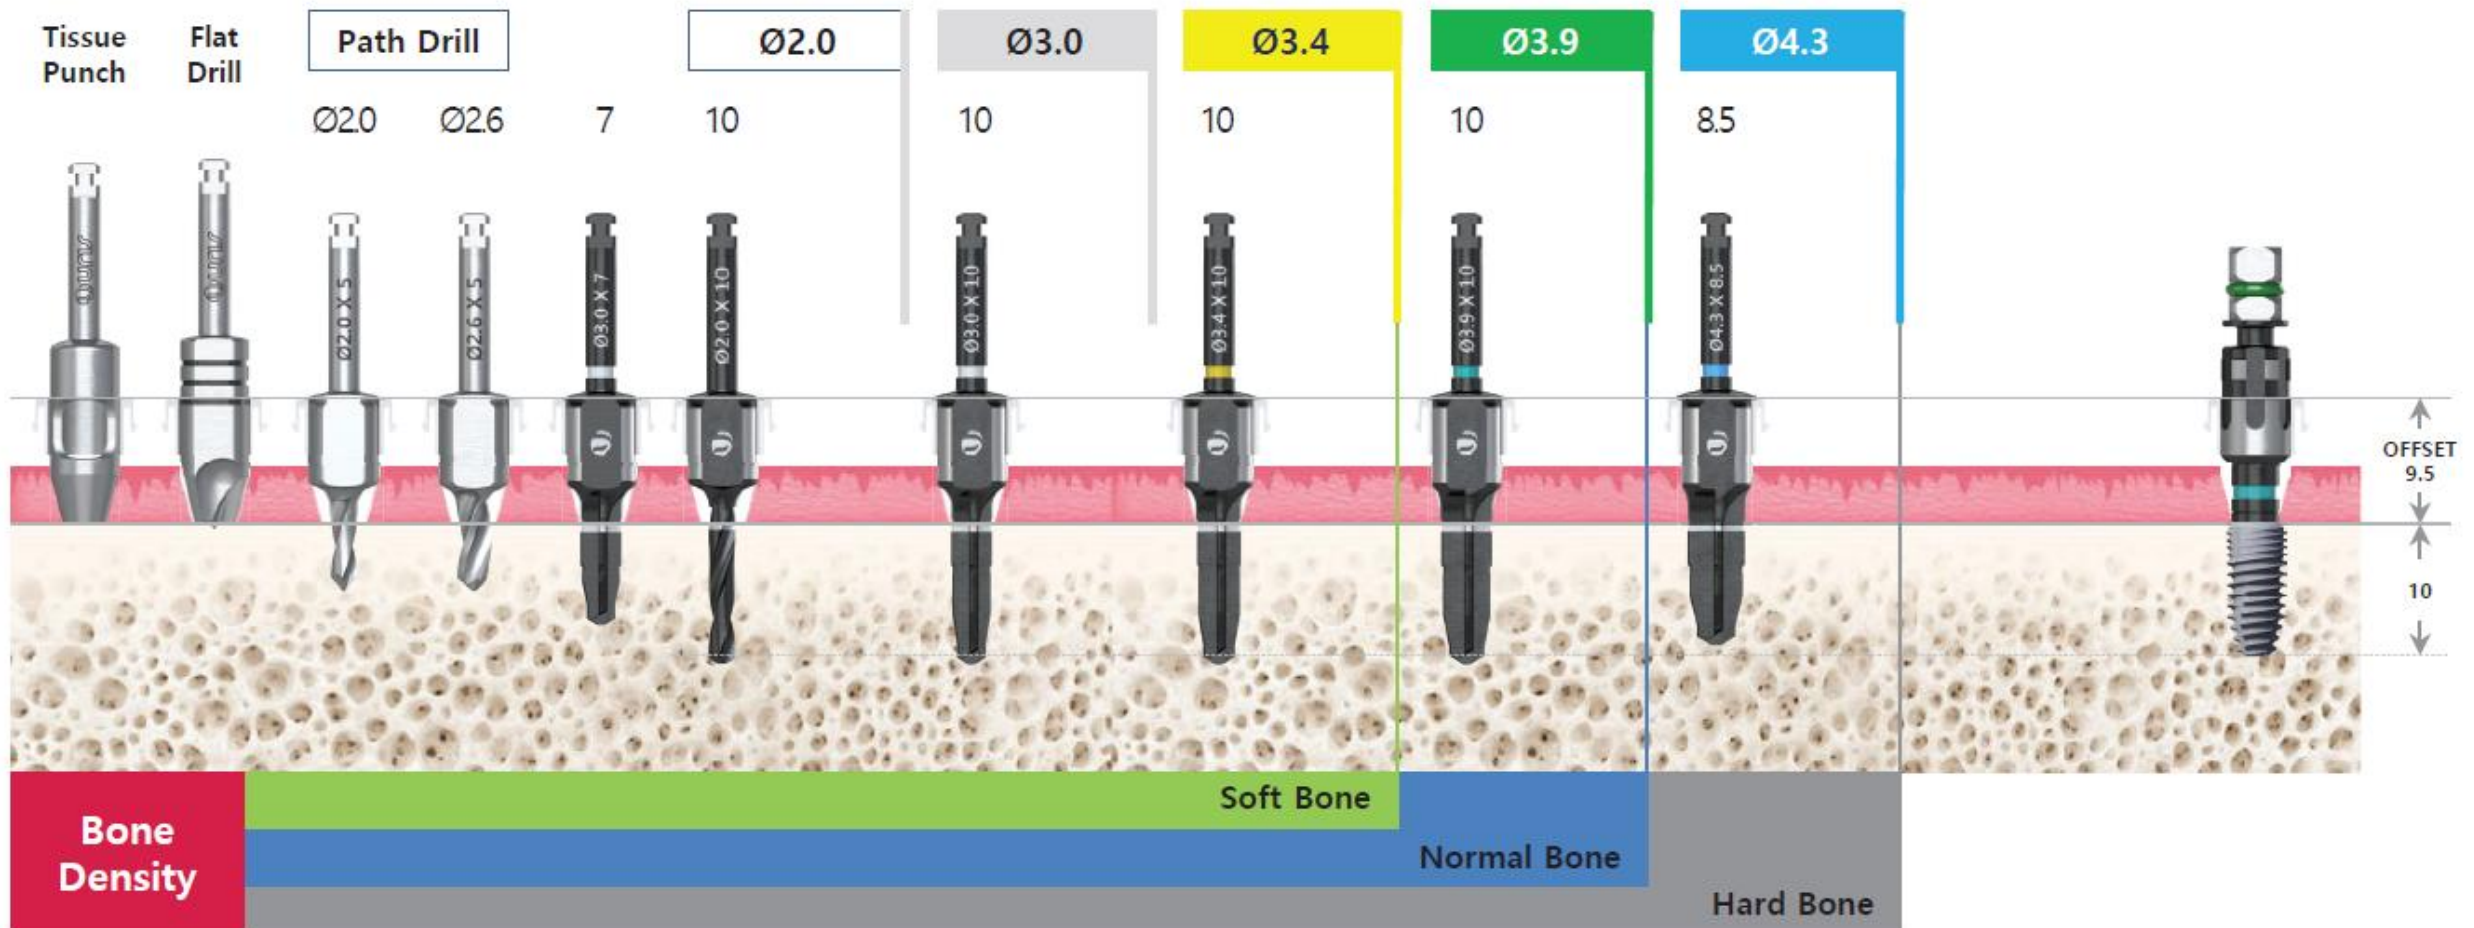 Tissue
Punch
Flat
Drill
Path Drill
Ø2.0
Ø3.0
Ø3.4
Ø3.9
Ø4.3
Ø2.0
Ø2.6
7
10
10
10
10
8.5
Ø2.0 X 5
Ø2.6 X 5
Ø3.0 X 7
Ø2.0 X 10
Ø3.0 X 10
Ø3.4 X 10
Ø3.9 X 10
Ø4.3 X 8.5
OFFSET
9.5
10
Bone
Density
Soft Bone
Normal Bone
Hard Bone